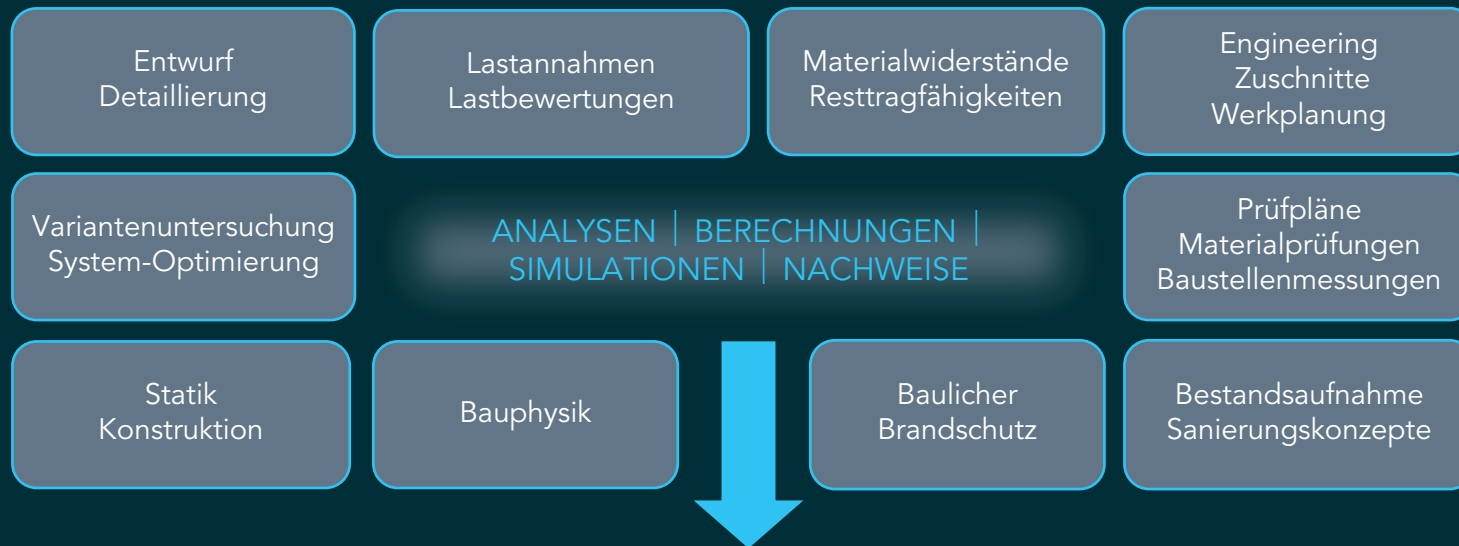 Entwurf
Detaillierung
Lastannahmen
Lastbewertungen
Materialwiderstände
Resttragfähigkeiten
Engineering
Zuschnitte
Werkplanung
Variantenuntersuchung
System-Optimierung
ANALYSEN | BERECHNUNGEN |
SIMULATIONEN | NACHWEISE
Prüfpläne
Materialprüfungen
Baustellenmessungen
Statik
Konstruktion
Bauphysik
Baulicher
Brandschutz
Bestandsaufnahme
Sanierungskonzepte